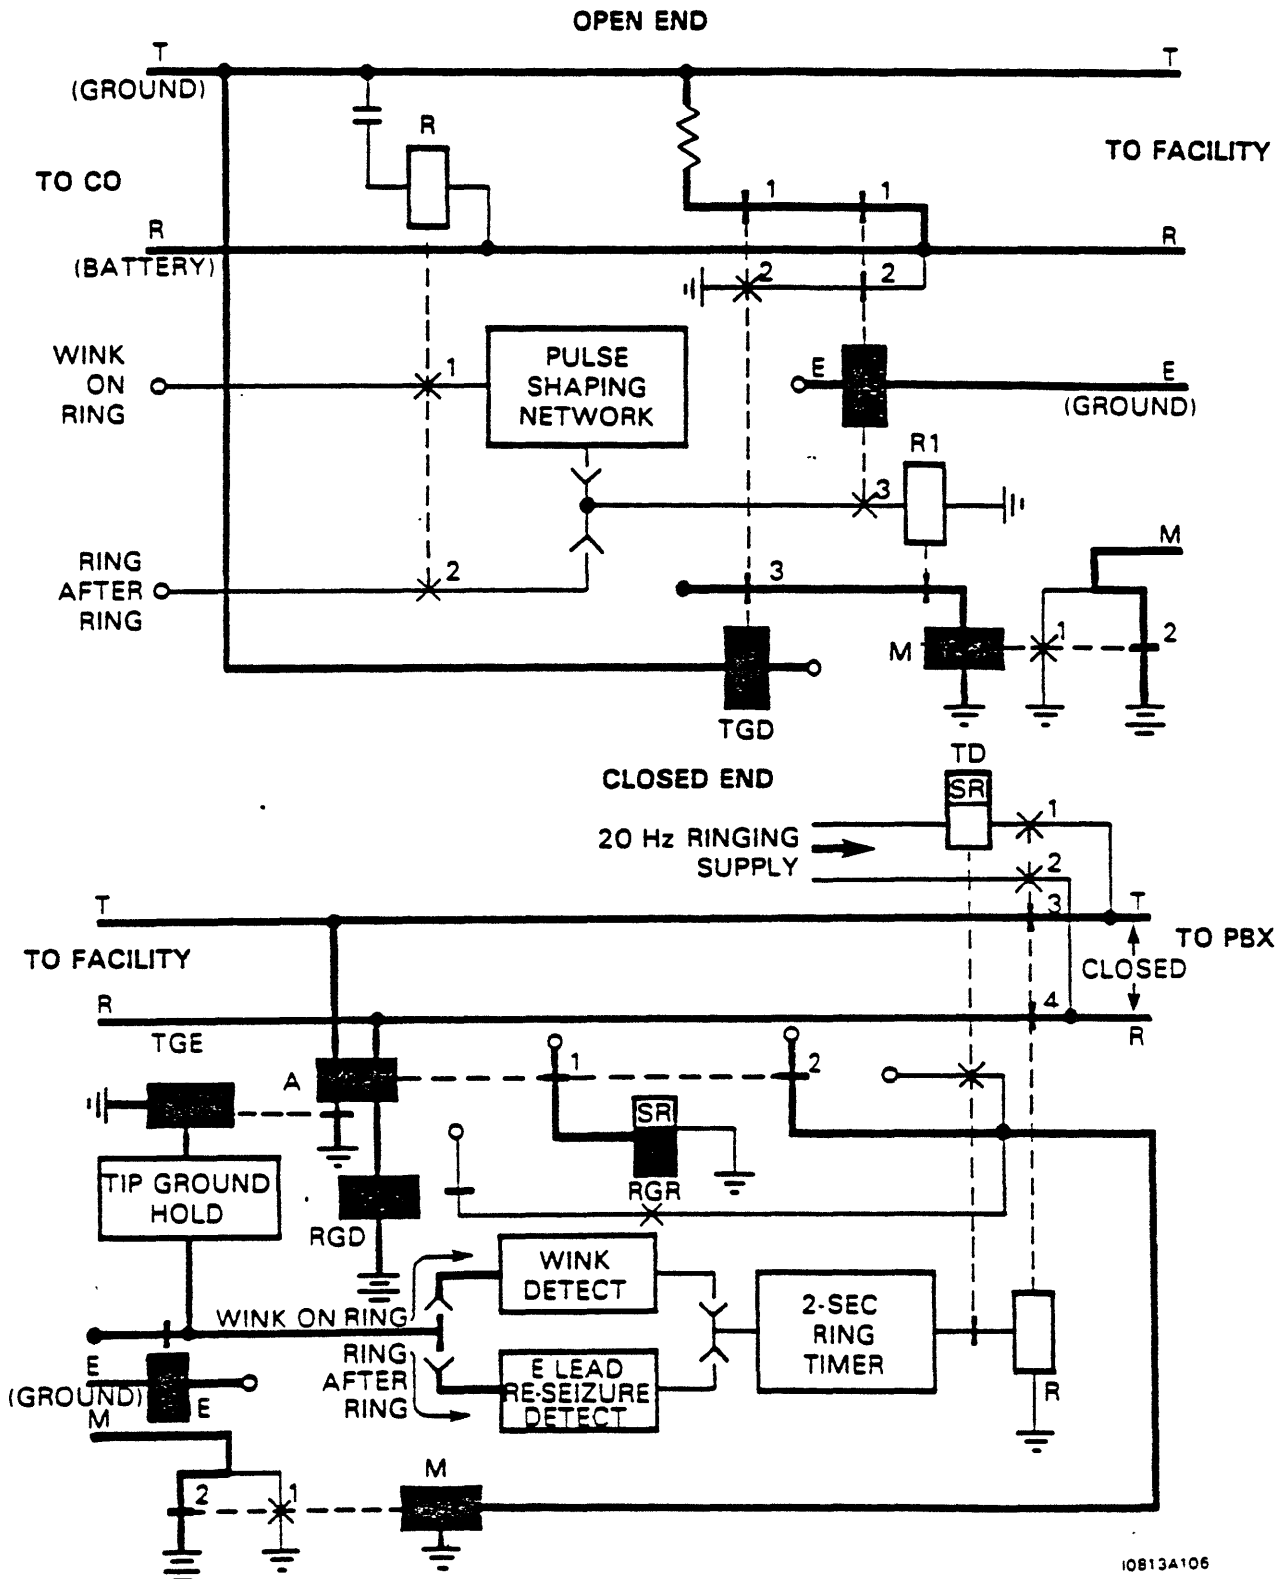 OPEN END
T
T
(GROUND)
R
TO FACILITY
TO CO
1
1
R
R
(BATTERY)
2
2
WINK
ON
RING
1
PULSE
SHAPING
NETWORK
E
E
(GROUND)
R1
3
M
RING
AFTER
RING
2
3
1
2
M
TGD
TD
CLOSED END
SR
1
20 Hz RINGING
SUPPLY
2
T
3
T
TO FACILITY
TO PBX
CLOSED
R
4
R
TGE
A
1
2
SR
TIP GROUND
HOLD
RGR
RGD
WINK
DETECT
2-SEC
RING
TIMER
WINK ON RING
RING
AFTER
RING
E LEAD
RE-SEIZURE
DETECT
E
(GROUND)
E
R
M
M
2
1
I0813A106